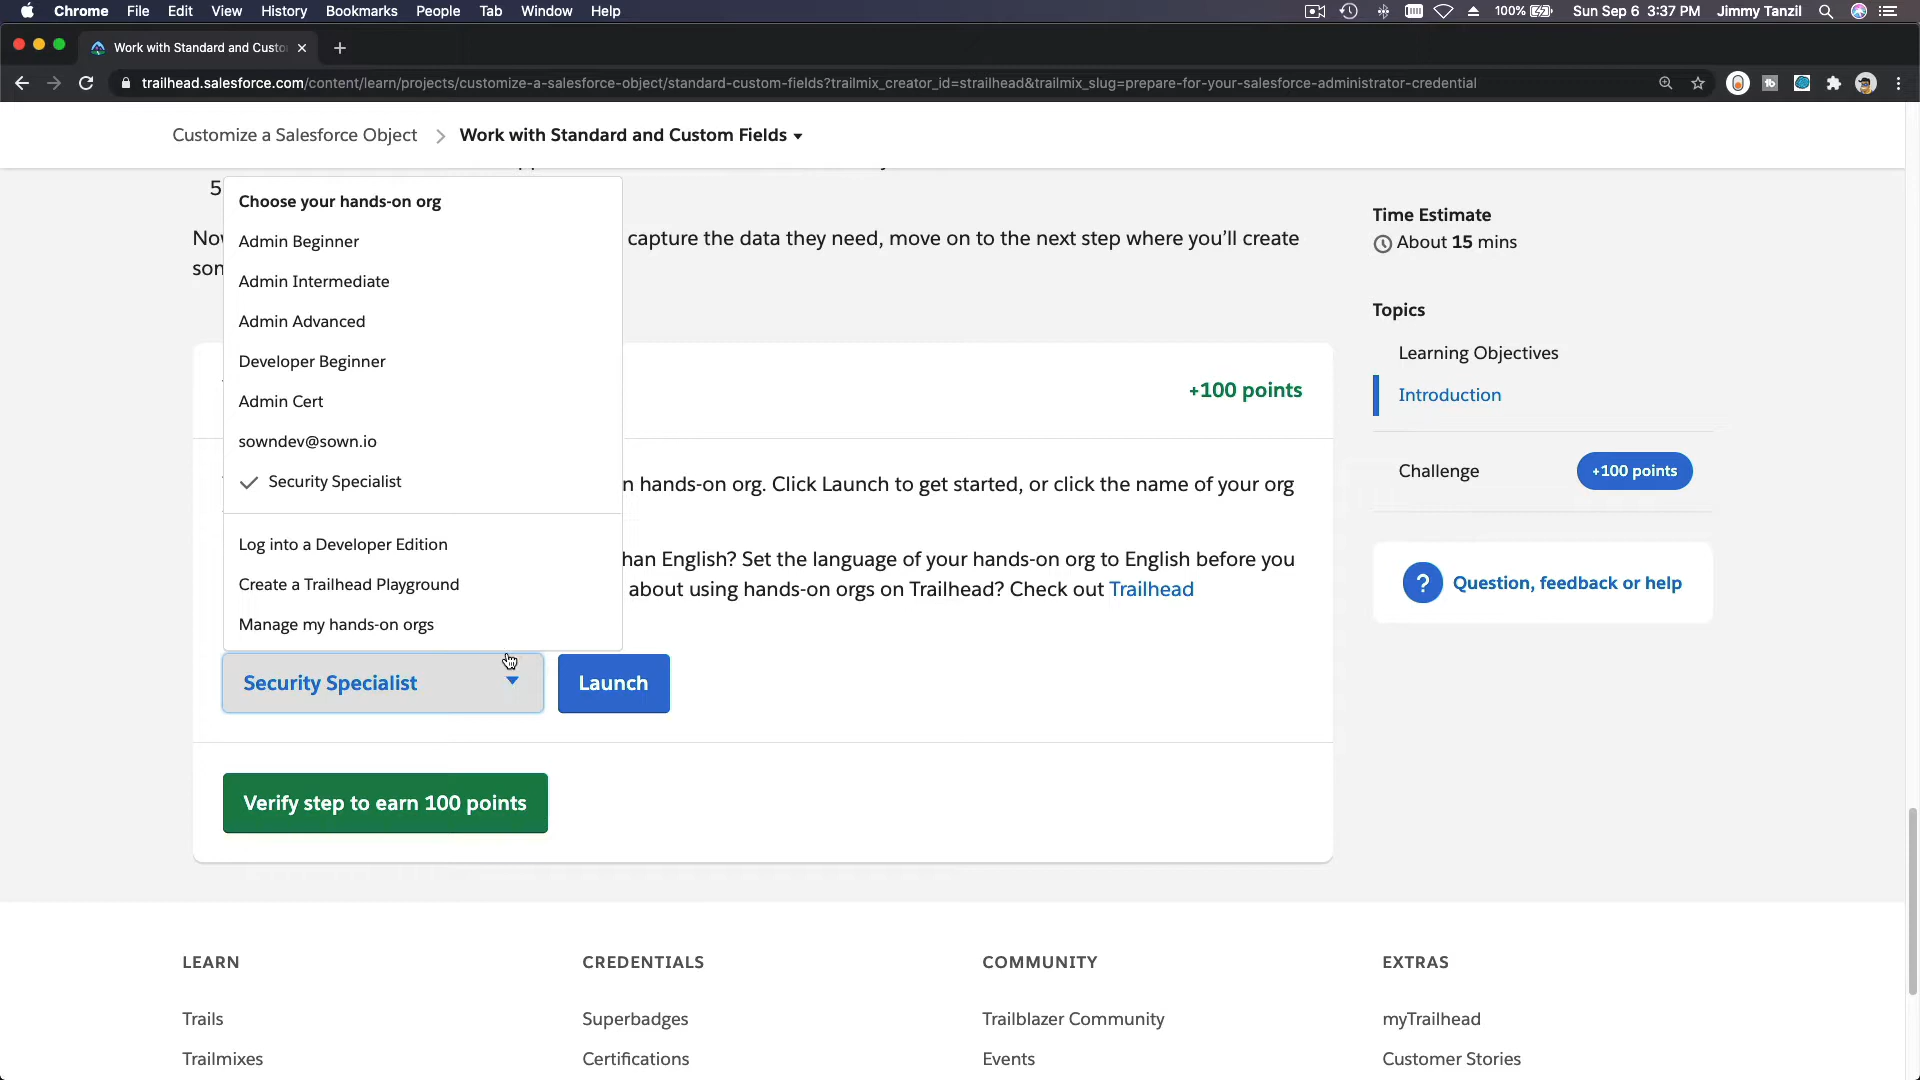 Chrome File Edit View History Bookmarks People Tab Window Help 100% Sun Sep 6 3:37 PM Jimmy Tanzil
Work with Standard and Custo
trailhead.salesforce.com/content/learn/projects/customize-a-salesforce-object/standard-custom-fields?trailmix_creator_id=strailhead&trailmix_slug=prepare-for-your-salesforce-administrator-credential
Customize a Salesforce Object > Work with Standard and Custom Fields
5
Choose your hands-on org
Admin Beginner
Admin Intermediate
Admin Advanced
Developer Beginner
Admin Cert
sowndev@sown.io
Security Specialist
Log into a Developer Edition
Create a Trailhead Playground
Manage my hands-on orgs
capture the data they need, move on to the next step where you'll create
+100 points
n hands-on org. Click Launch to get started, or click the name of your org
han English? Set the language of your hands-on org to English before you
about using hands-on orgs on Trailhead? Check out Trailhead
Security Specialist
Launch
Verify step to earn 100 points
Time Estimate
About 15 mins
Topics
Learning Objectives
Introduction
Challenge
+100 points
? Question, feedback or help
LEARN
Trails
Trailmixes
CREDENTIALS
Superbadges
Certifications
COMMUNITY
Trailblazer Community
Events
EXTRAS
myTrailhead
Customer Stories